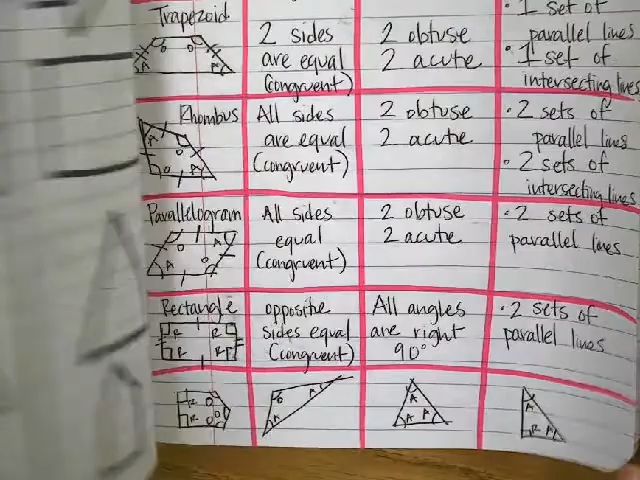 Trapezoid
2 sides
are equal
(congruent)
2 obtuse
2 acute
· 1 set of
parallel lines
· 1 set of
intersecting lines
Rhombus
All sides
are equal
(congruent)
2 obtuse
2 acute
· 2 sets of
parallel lines
· 2 sets of
intersecting lines
Parallelogram
All sides
equal
(congruent)
2 obtuse
2 acute
· 2 sets of
parallel lines
Rectangle
R R
R R
opposite
sides equal
(congruent)
All angles
are right
90°
· 2 sets of
parallel lines
R O
R O
O
A
A
A
A A
A
R A